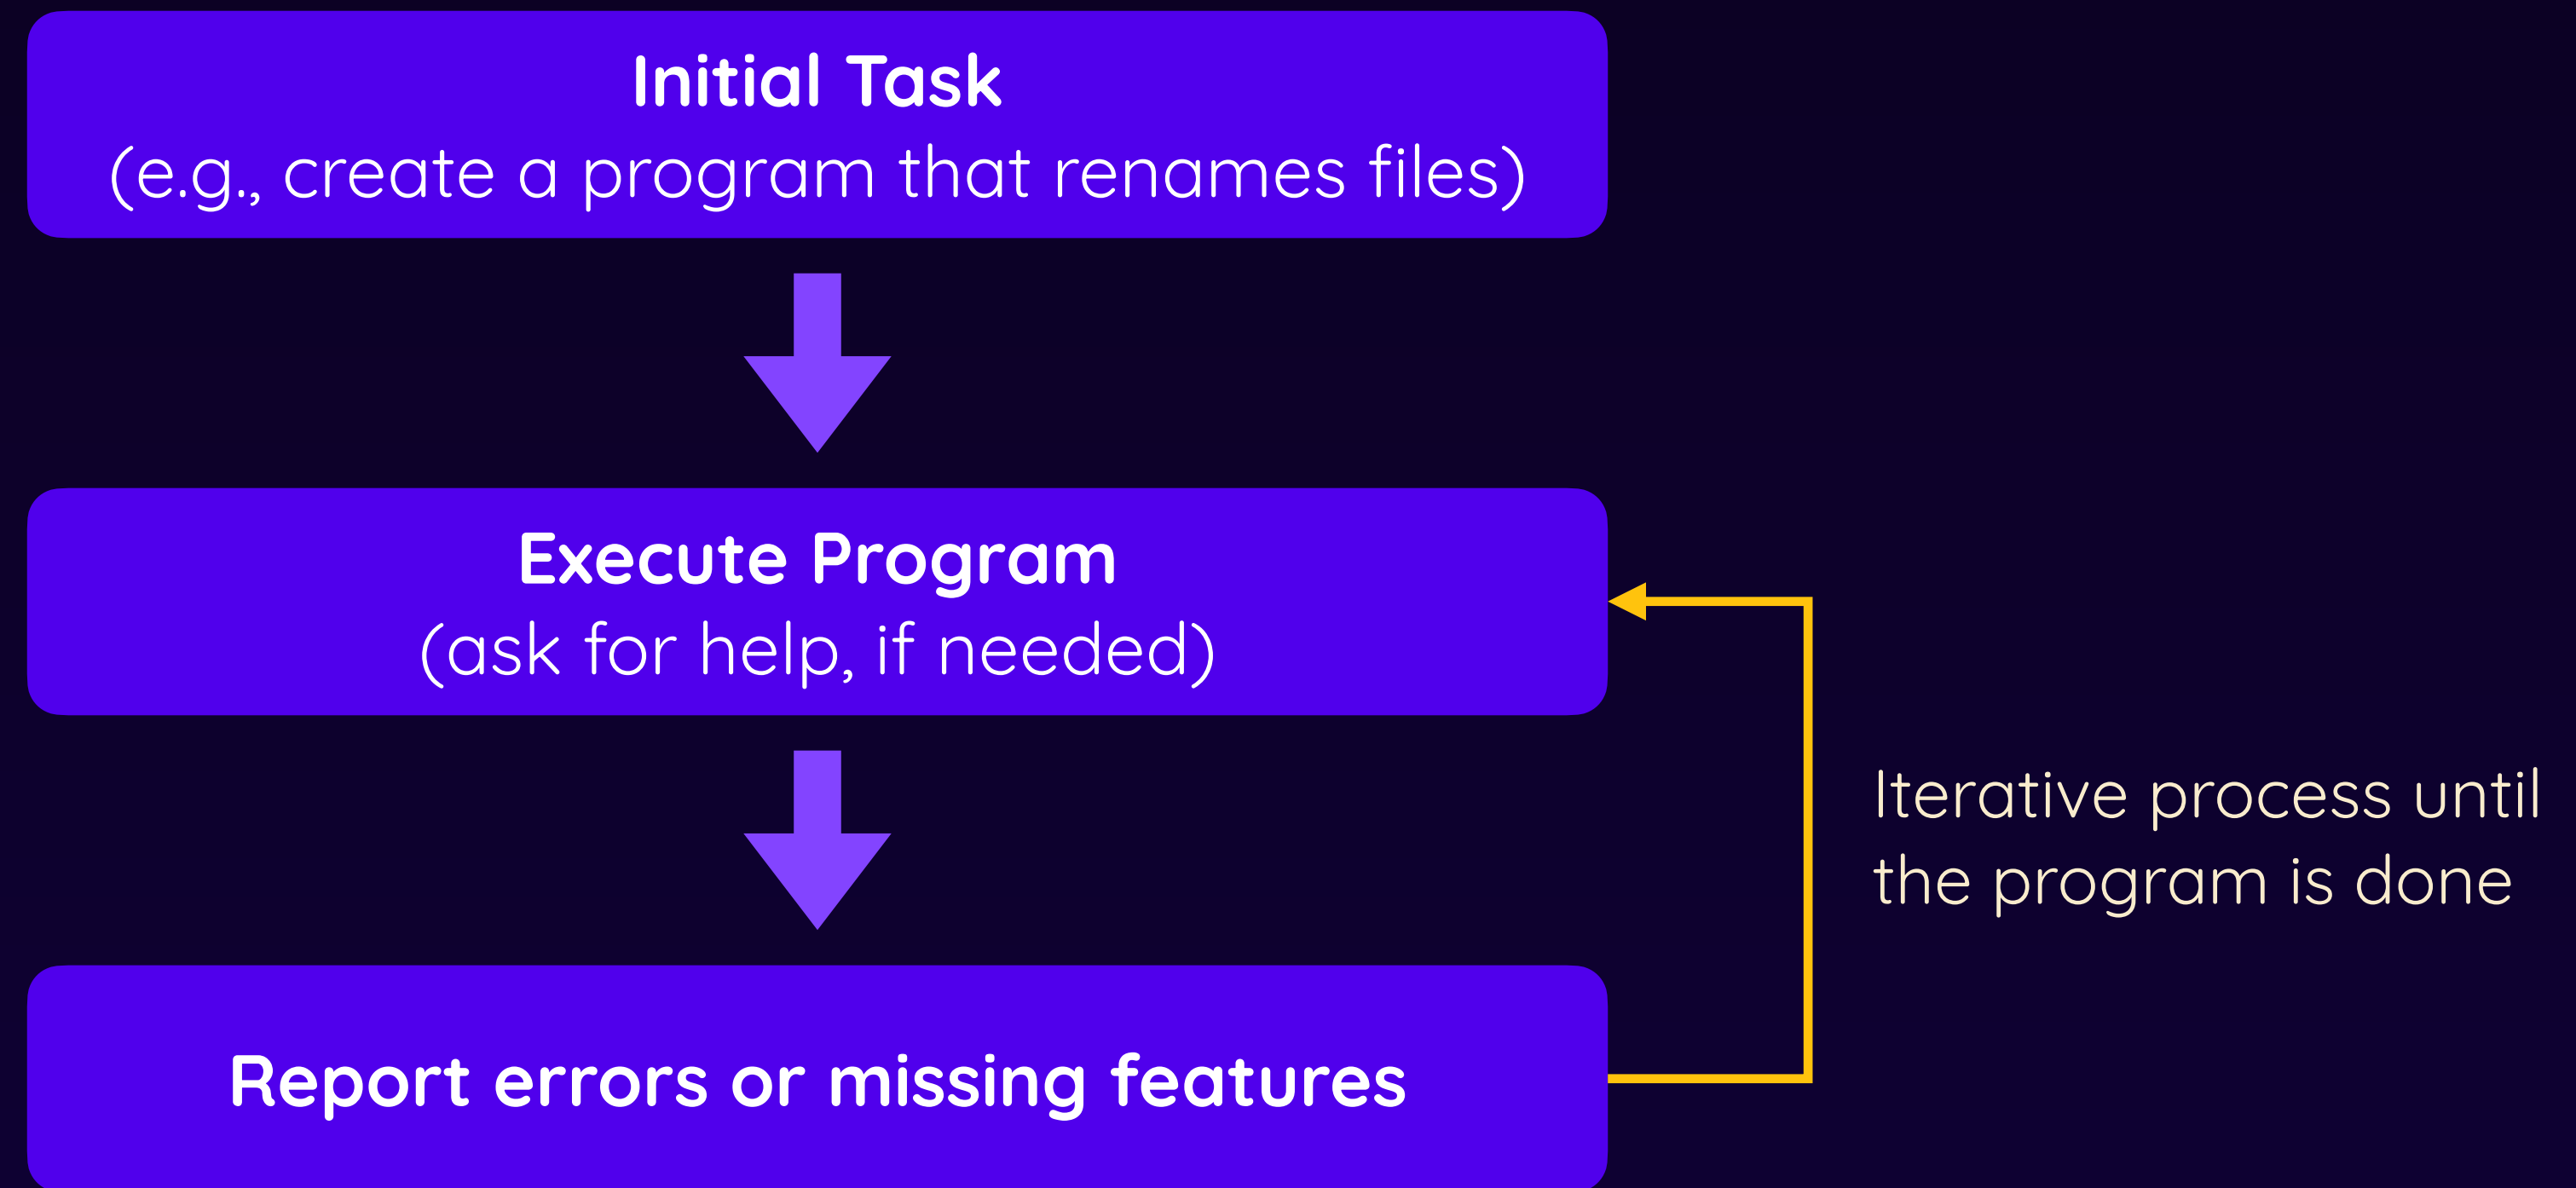 Initial Task
(e.g., create a program that renames files)
Execute Program
(ask for help, if needed)
Iterative process until
the program is done
Report errors or missing features